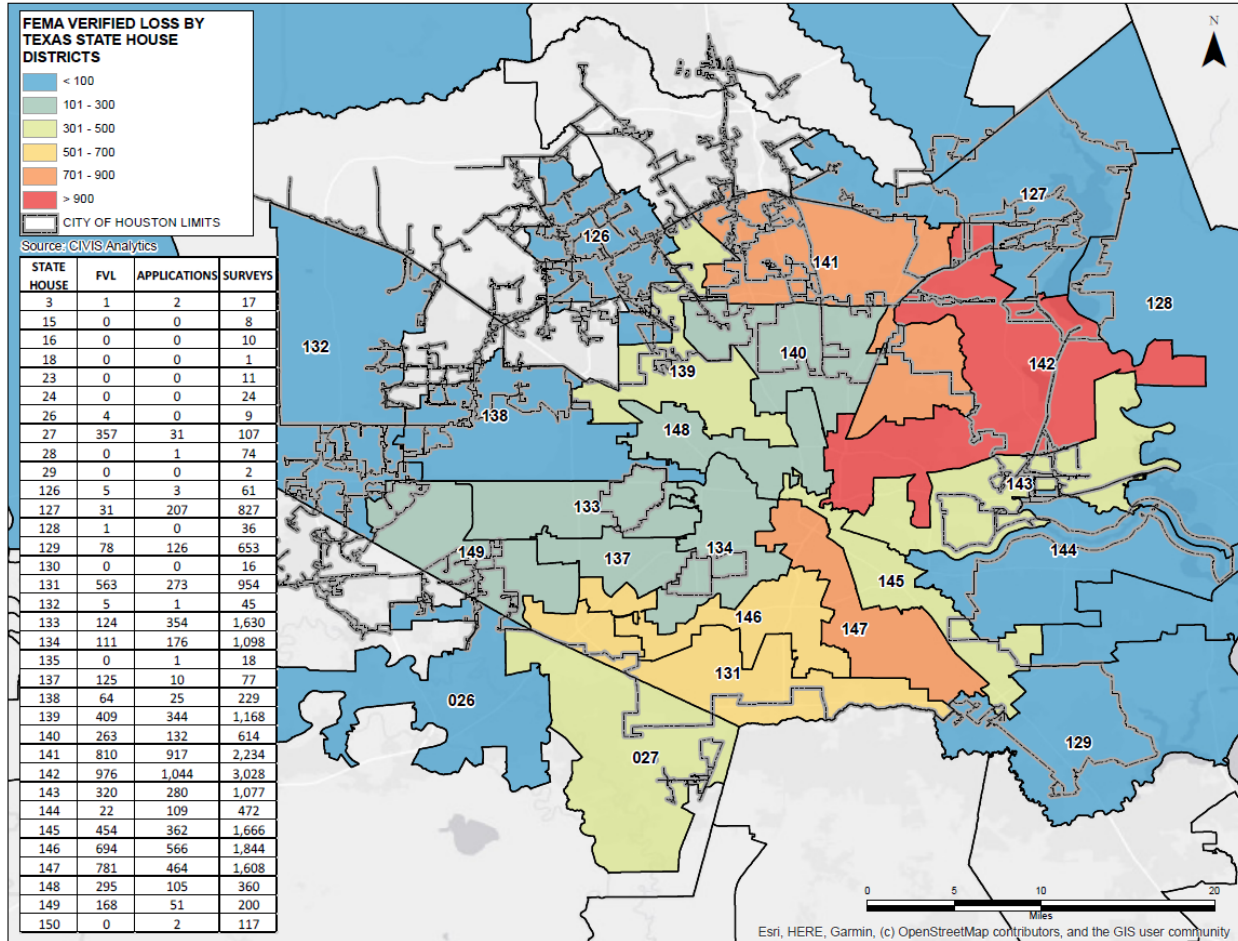 FEMA VERIFIED LOSS BY
TEXAS STATE HOUSE
DISTRICTS
< 100
101 - 300
301 - 500
501 - 700
701 - 900
> 900
CITY OF HOUSTON LIMITS
Source: CIVIS Analytics
STATE HOUSE FVL APPLICATIONS SURVEYS
3 1 2 17
15 0 0 8
16 0 0 10
18 0 0 1
23 0 0 11
24 0 0 24
26 4 0 9
27 357 31 107
28 0 1 74
29 0 0 2
126 5 3 61
127 31 207 827
128 1 0 36
129 78 126 653
130 0 0 16
131 563 273 954
132 5 1 45
133 124 354 1,630
134 111 176 1,098
135 0 1 18
137 125 10 77
138 64 25 229
139 409 344 1,168
140 263 132 614
141 810 917 2,234
142 976 1,044 3,028
143 320 280 1,077
144 22 109 472
145 454 362 1,666
146 694 566 1,844
147 781 464 1,608
148 295 105 360
149 168 51 200
150 0 2 117
N
127
126
141
128
132
140
142
139
138
148
143
133
149
137
134
144
145
146
147
131
026
027
129
0 5 10 20
Miles
Esri, HERE, Garmin, (c) OpenStreetMap contributors, and the GIS user community